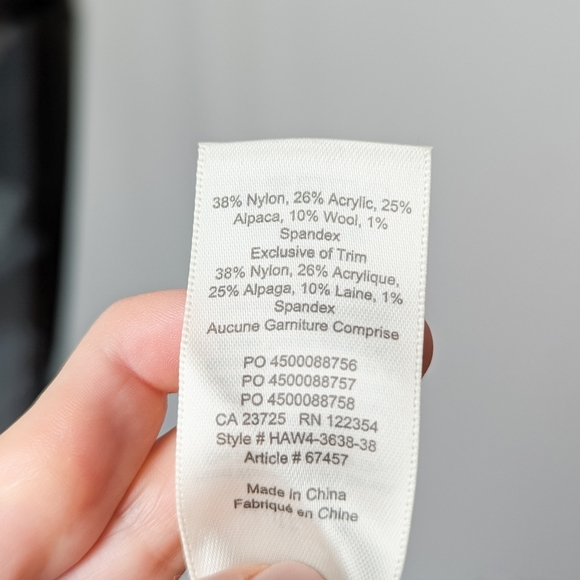 38% Nylon, 26% Acrylic, 25%
Alpaca, 10% Wool, 1%
Spandex
Exclusive of Trim
38% Nylon, 26% Acrylique,
25% Alpaga, 10% Laine, 1%
Spandex
Aucune Garniture Comprise
PO 4500088756
PO 4500088757
PO 4500088758
CA 23725 RN 122354
Style # HAW4-3638-38
Article # 67457
Made in China
Fabriqué en Chine